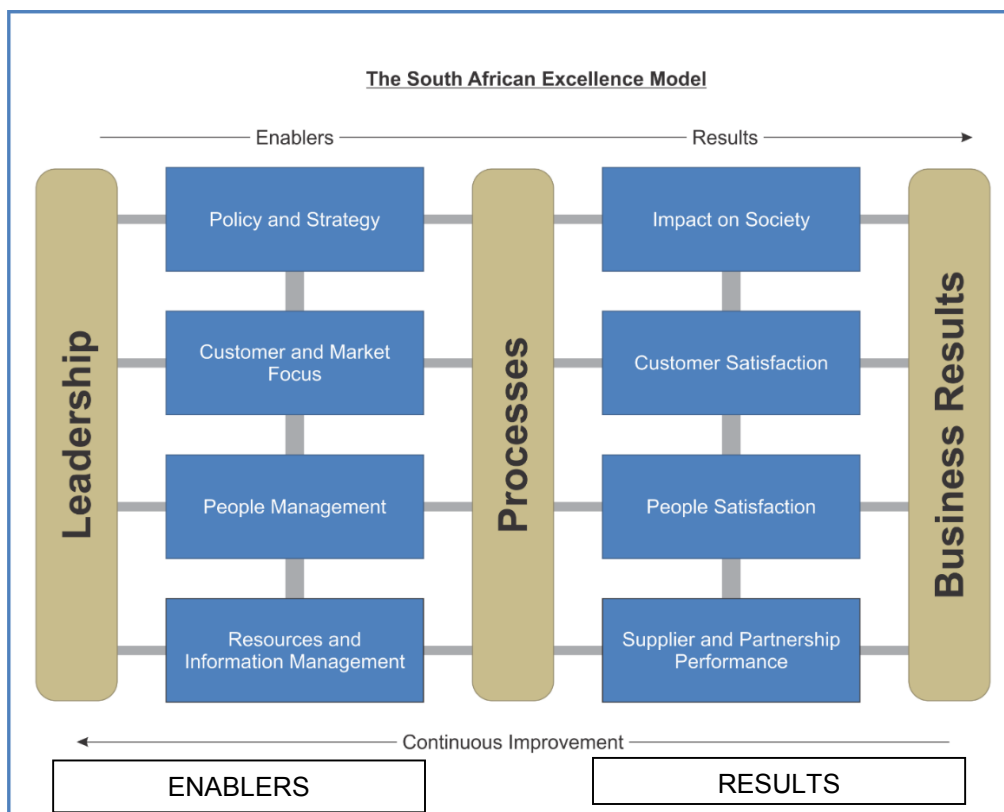 The South African Excellence Model
Enablers
Results
Leadership
Policy and Strategy
Customer and Market
Focus
People Management
Resources and
Information Management
Processes
Impact on Society
Customer Satisfaction
People Satisfaction
Supplier and Partnership
Performance
Business Results
Continuous Improvement
ENABLERS
RESULTS